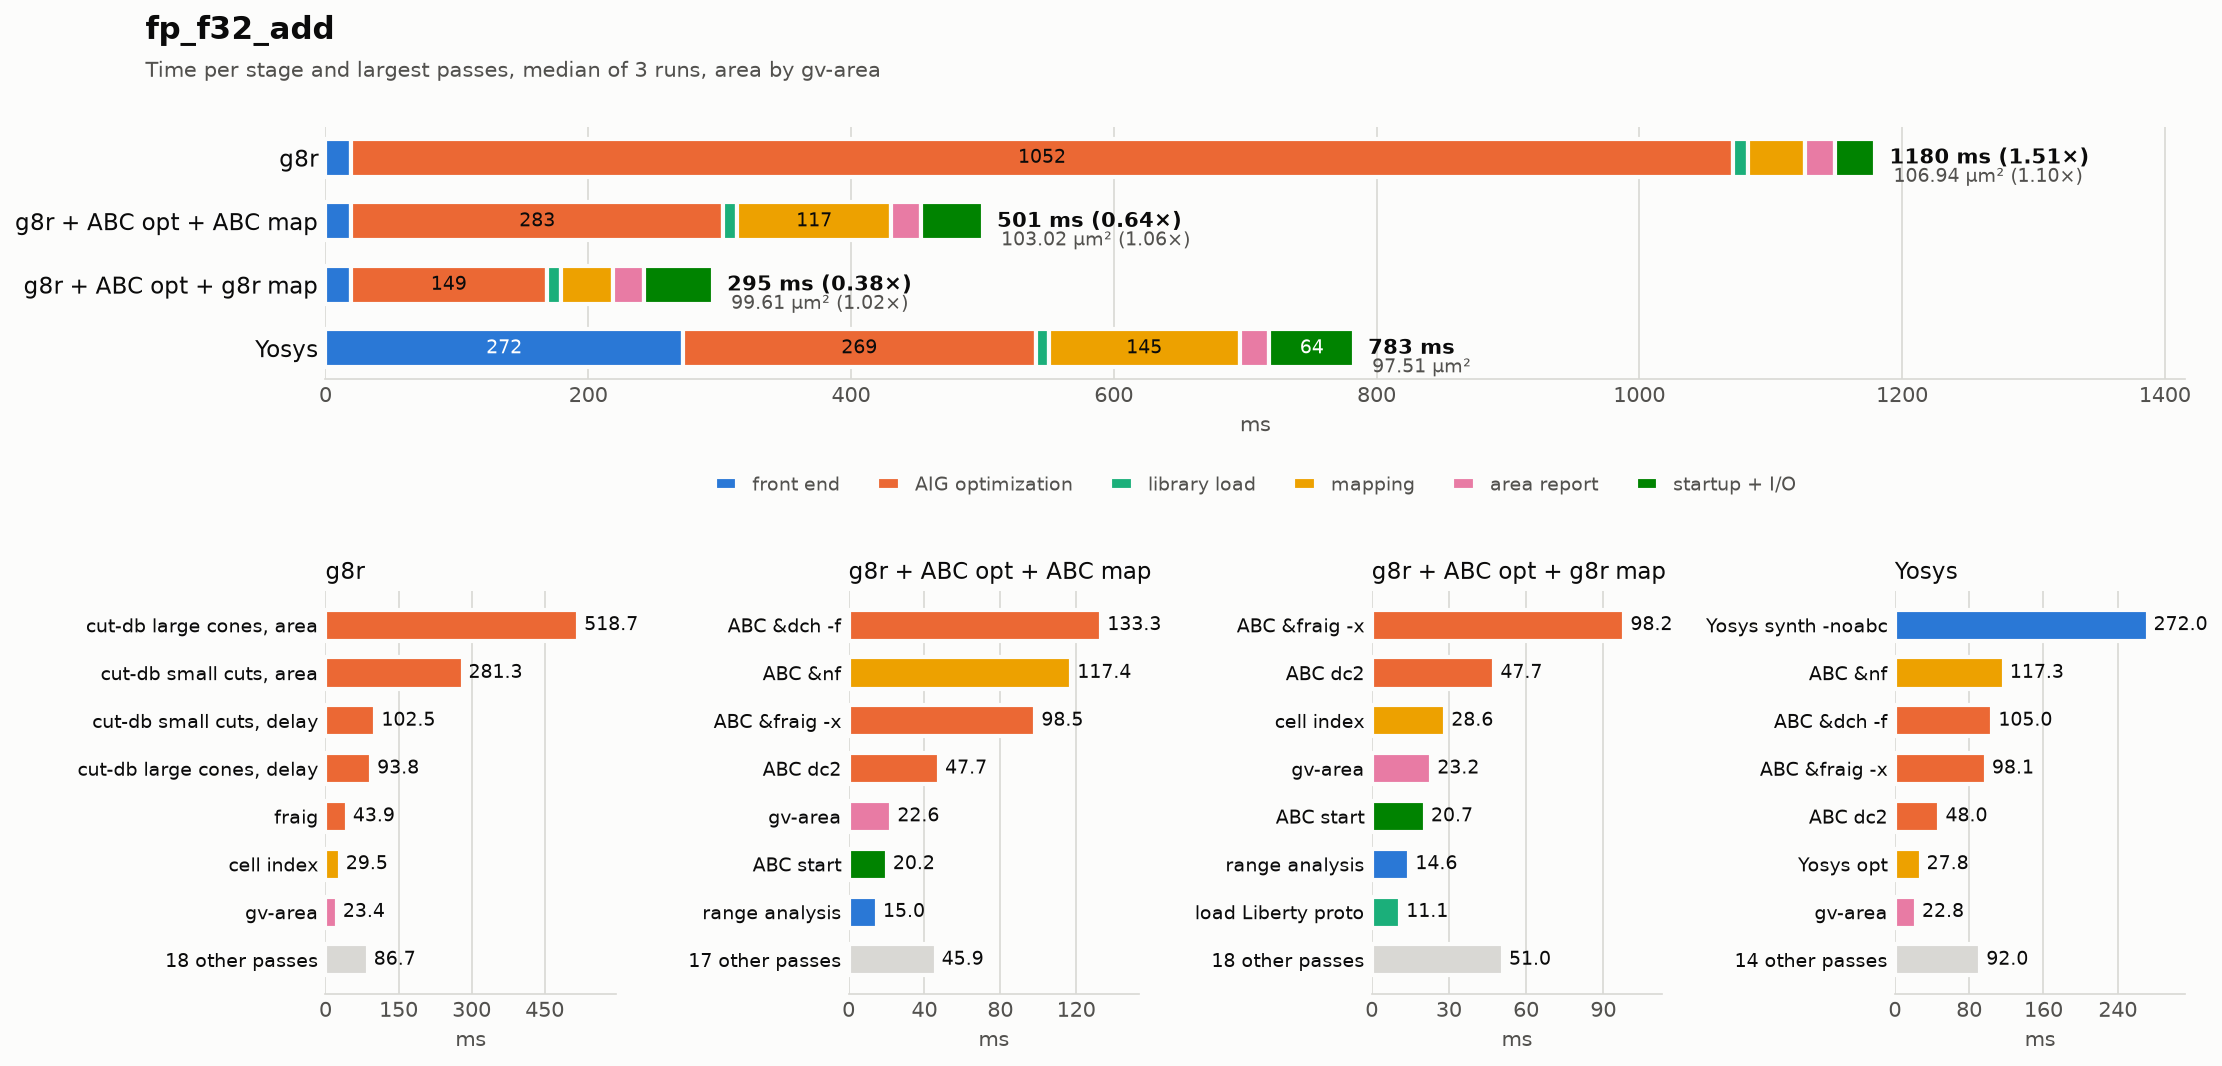 fp_f32_add
Time per stage and largest passes, median of 3 runs, area by gv-area
g8r
1052
1180 ms (1.51×)
106.94 µm² (1.10×)
g8r + ABC opt + ABC map
283
117
501 ms (0.64×)
103.02 µm² (1.06×)
g8r + ABC opt + g8r map
149
295 ms (0.38×)
99.61 µm² (1.02×)
Yosys
272
269
145
64
783 ms
97.51 µm²
0 200 400 600 800 1000 1200 1400
ms
front end AIG optimization library load mapping area report startup + I/O
g8r
cut-db large cones, area 518.7
cut-db small cuts, area 281.3
cut-db small cuts, delay 102.5
cut-db large cones, delay 93.8
fraig 43.9
cell index 29.5
gv-area 23.4
18 other passes 86.7
0 150 300 450
ms
g8r + ABC opt + ABC map
ABC &dch -f 133.3
ABC &nf 117.4
ABC &fraig -x 98.5
ABC dc2 47.7
gv-area 22.6
ABC start 20.2
range analysis 15.0
17 other passes 45.9
0 40 80 120
ms
g8r + ABC opt + g8r map
ABC &fraig -x 98.2
ABC dc2 47.7
cell index 28.6
gv-area 23.2
ABC start 20.7
range analysis 14.6
load Liberty proto 11.1
18 other passes 51.0
0 30 60 90
ms
Yosys
Yosys synth -noabc 272.0
ABC &nf 117.3
ABC &dch -f 105.0
ABC &fraig -x 98.1
ABC dc2 48.0
Yosys opt 27.8
gv-area 22.8
14 other passes 92.0
0 80 160 240
ms